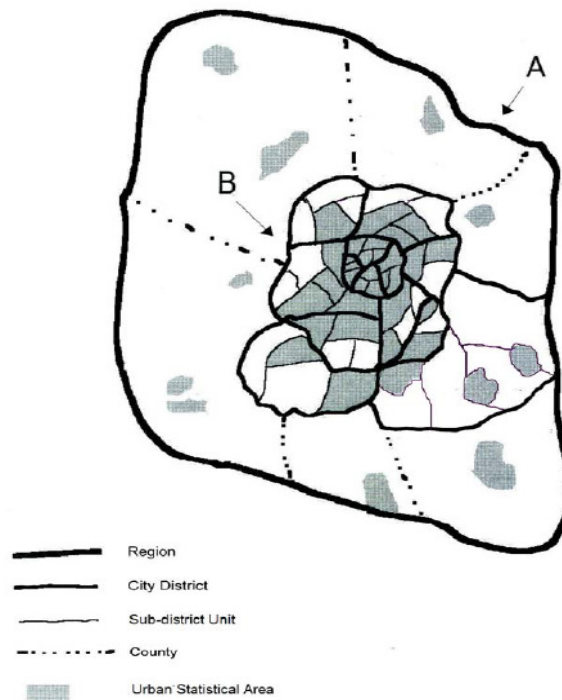 A
B
Region
City District
Sub-district Unit
County
Urban Statistical Area